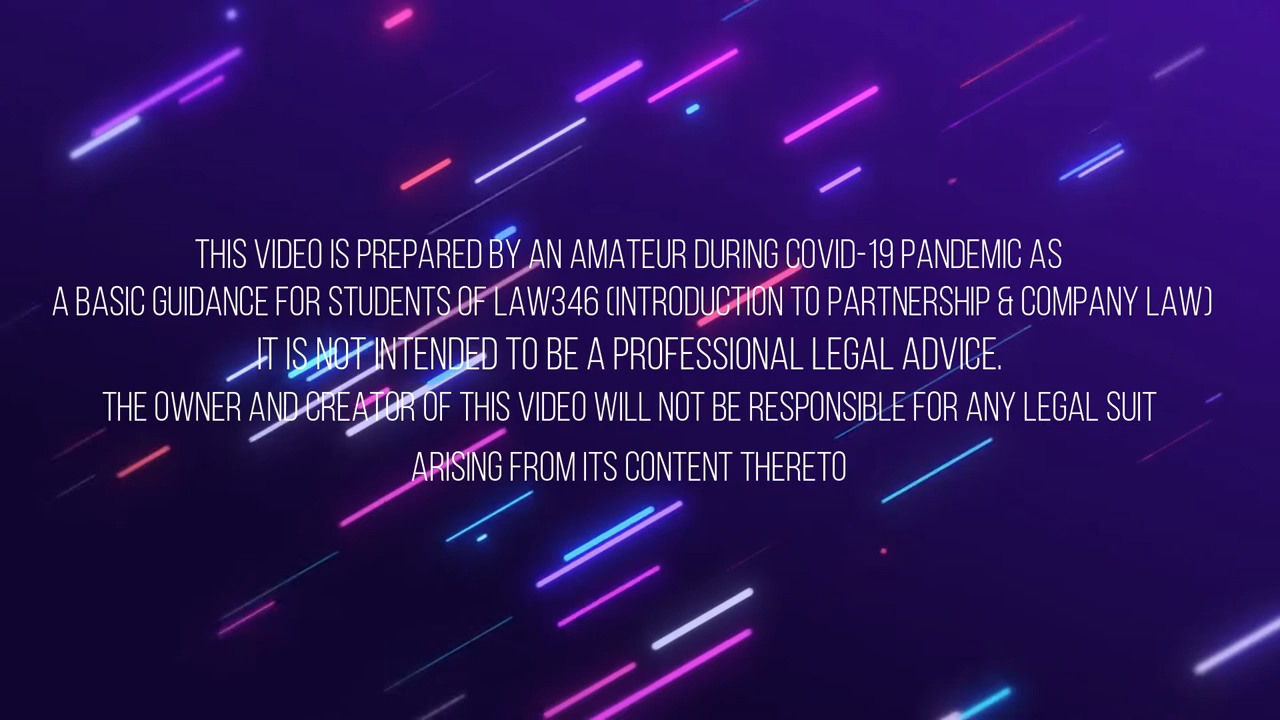 THIS VIDEO IS PREPARED BY AN AMATEUR DURING COVID-19 PANDEMIC AS
A BASIC GUIDANCE FOR STUDENTS OF LAW346 (INTRODUCTION TO PARTNERSHIP & COMPANY LAW)
IT IS NOT INTENDED TO BE A PROFESSIONAL LEGAL ADVICE.
THE OWNER AND CREATOR OF THIS VIDEO WILL NOT BE RESPONSIBLE FOR ANY LEGAL SUIT
ARISING FROM ITS CONTENT THERETO